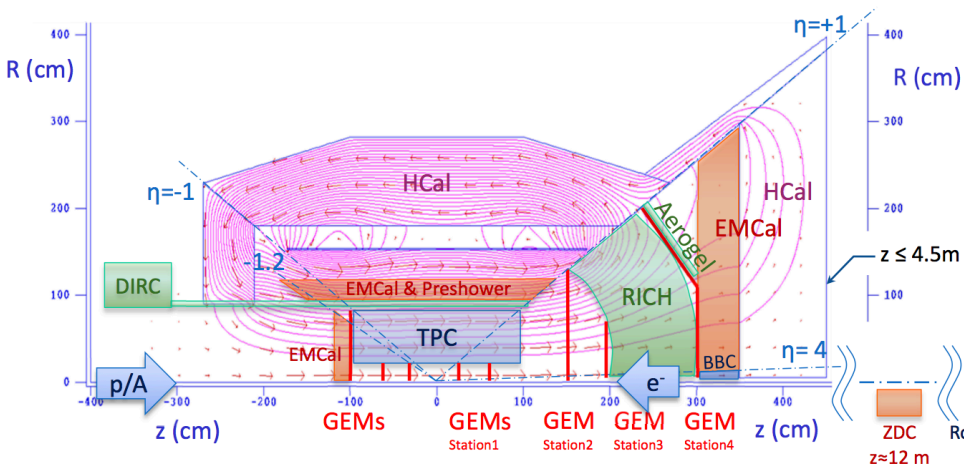 η=+1
400
400
R (cm)
R (cm)
300
300
HCal
η=-1
HCal
200
200
Aerogel
EMCal
-1.2
z ≤ 4.5m
DIRC
EMCal & Preshower
RICH
100
100
TPC
EMCal
BBC
η= 4
p/A
e-
0
0
-400
-300
-200
-100
0
100
200
300
400
z (cm)
GEMs
GEMs
GEM
GEM
GEM
z (cm)
Station1
Station2
Station3
Station4
ZDC
z≈12 m